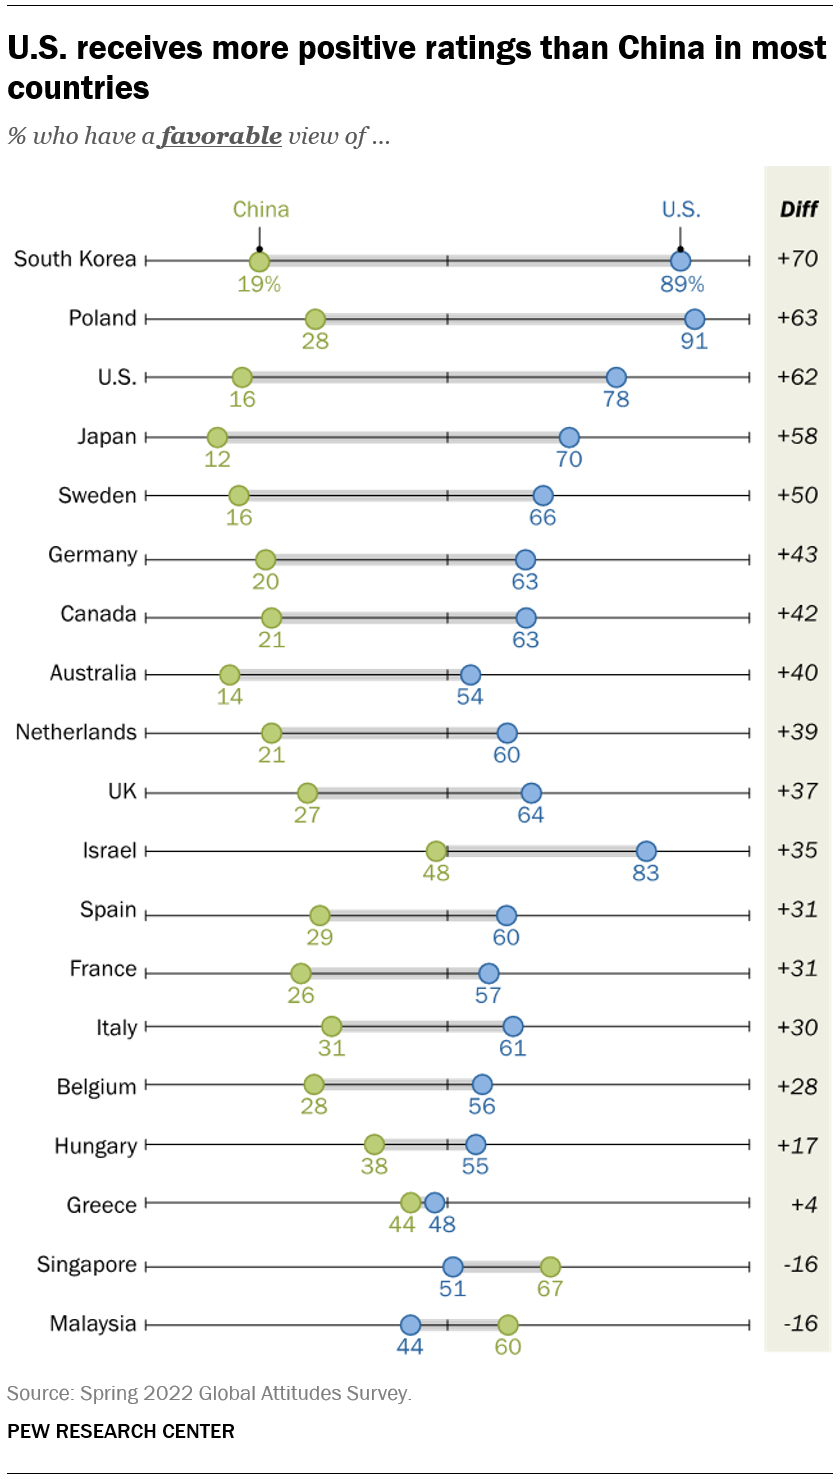 U.S. receives more positive ratings than China in most
countries
% who have a favorable view of ...
China U.S. Diff
South Korea 19% 89% +70
Poland 28 91 +63
U.S. 16 78 +62
Japan 12 70 +58
Sweden 16 66 +50
Germany 20 63 +43
Canada 21 63 +42
Australia 14 54 +40
Netherlands 21 60 +39
UK 27 64 +37
Israel 48 83 +35
Spain 29 60 +31
France 26 57 +31
Italy 31 61 +30
Belgium 28 56 +28
Hungary 38 55 +17
Greece 44 48 +4
Singapore 51 67 -16
Malaysia 44 60 -16
Source: Spring 2022 Global Attitudes Survey.
PEW RESEARCH CENTER